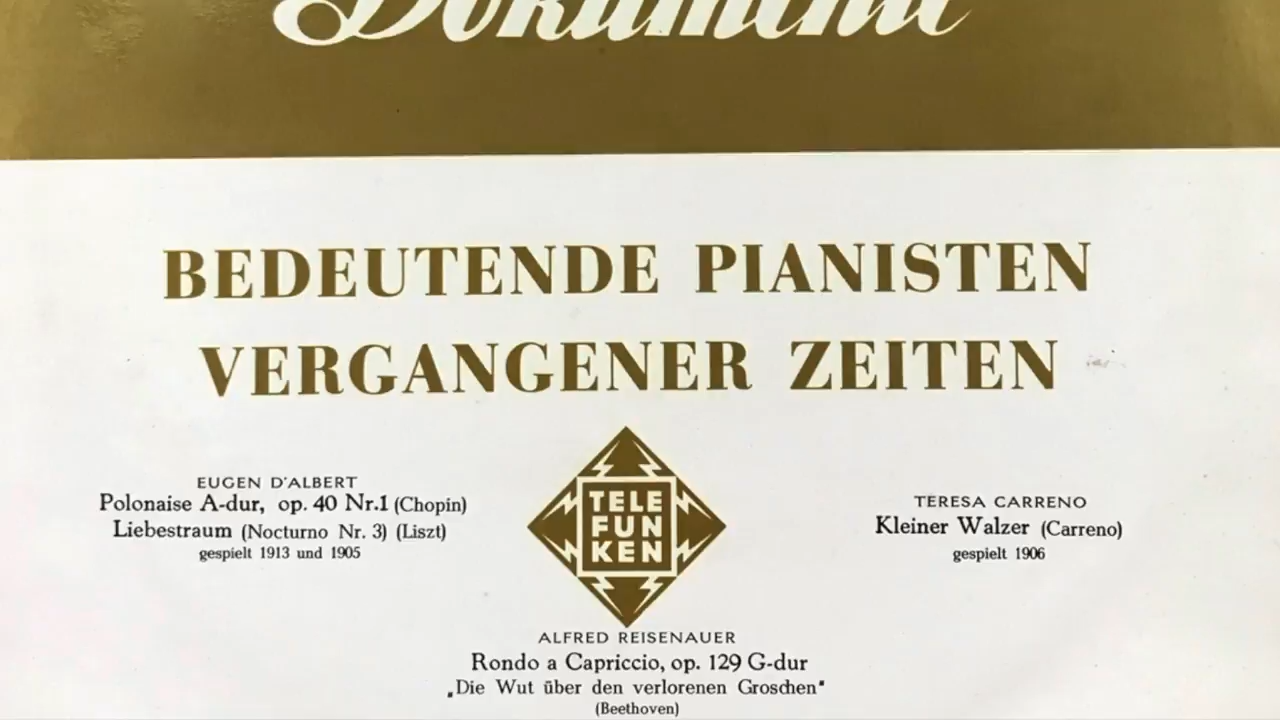 Dokumente
BEDEUTENDE PIANISTEN
VERGANGENER ZEITEN
EUGEN D'ALBERT
Polonaise A-dur, op. 40 Nr.1 (Chopin)
Liebestraum (Nocturno Nr. 3) (Liszt)
gespielt 1913 und 1905
TELE
FUN
KEN
TERESA CARRENO
Kleiner Walzer (Carreno)
gespielt 1906
ALFRED REISENAUER
Rondo a Capriccio, op. 129 G-dur
„Die Wut über den verlorenen Groschen"
(Beethoven)